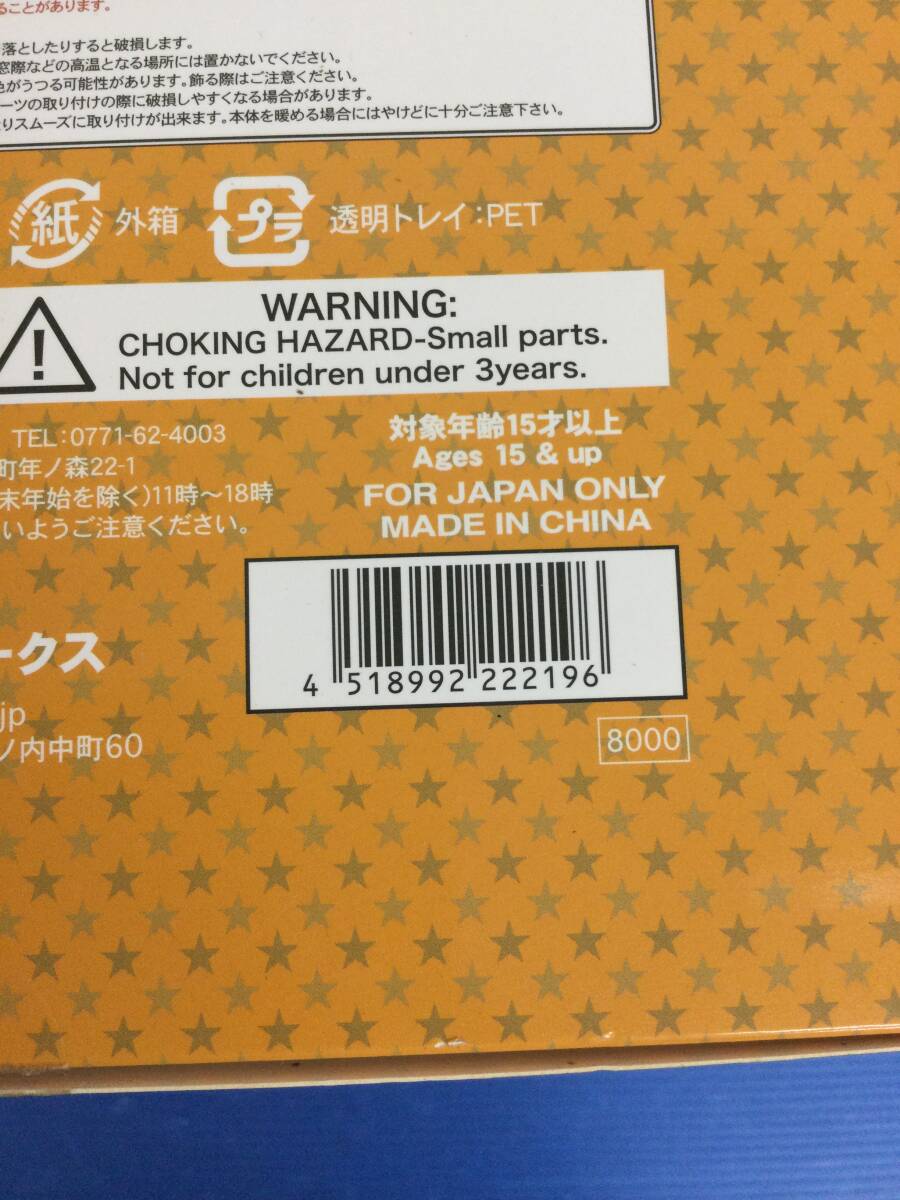 ることがあります。
落としたりすると破損します。
窓際などの高温となる場所には置かないでください。
色がうつる可能性があります。飾る際はご注意ください。
ーツの取り付けの際に破損しやすくなる場合があります。
よりスムーズに取り付けが出来ます。本体を暖める場合にはやけどに十分ご注意下さい。
紙 外箱 プラ 透明トレイ:PET
WARNING:
CHOKING HAZARD-Small parts.
Not for children under 3years.
TEL:0771-62-4003
町年ノ森22-1
末年始を除く)11時〜18時
いようご注意ください。
対象年齢15才以上
Ages 15 & up
FOR JAPAN ONLY
MADE IN CHINA
4 518992 222196
ークス
jp
ノ内中町60
8000